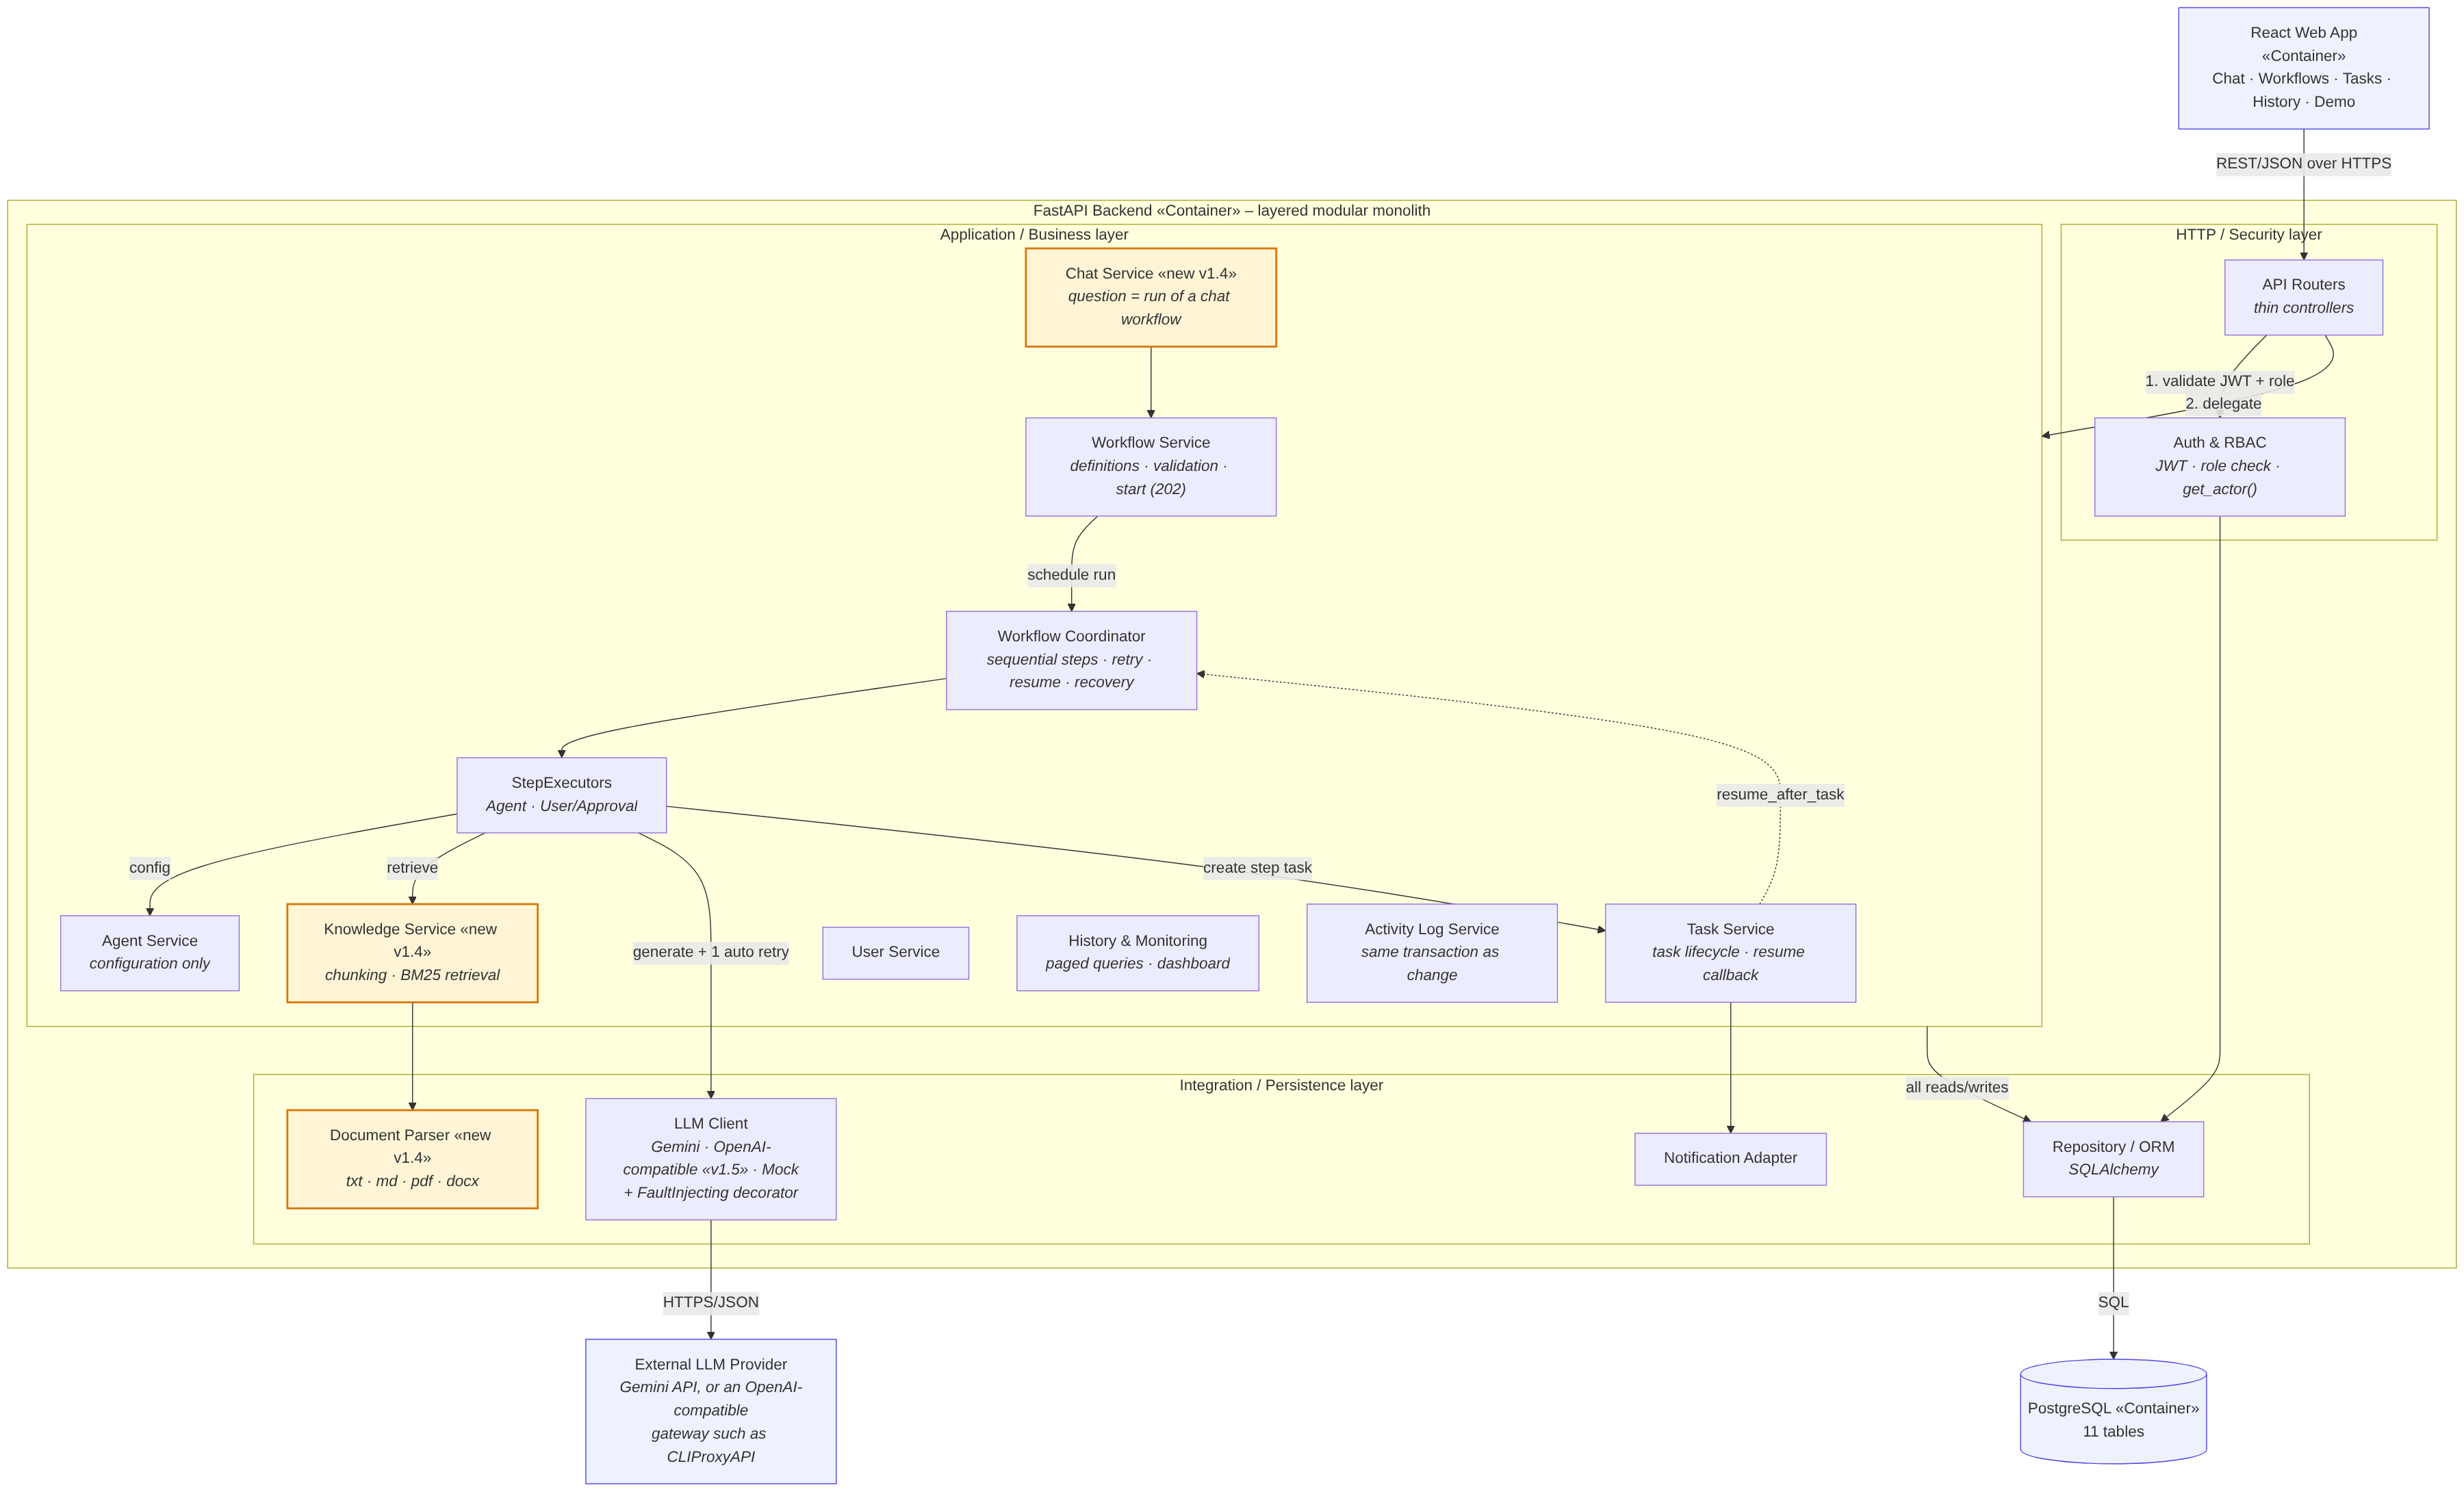 React Web App
«Container»
Chat · Workflows · Tasks ·
History · Demo
REST/JSON over HTTPS
FastAPI Backend «Container» – layered modular monolith
Application / Business layer
HTTP / Security layer
Chat Service «new v1.4»
question = run of a chat
workflow
API Routers
thin controllers
1. validate JWT + role
2. delegate
Workflow Service
definitions · validation ·
start (202)
Auth & RBAC
JWT · role check ·
get_actor()
schedule run
Workflow Coordinator
sequential steps · retry ·
resume · recovery
StepExecutors
Agent · User/Approval
resume_after_task
config
retrieve
create step task
generate + 1 auto retry
Agent Service
configuration only
Knowledge Service «new
v1.4»
chunking · BM25 retrieval
User Service
History & Monitoring
paged queries · dashboard
Activity Log Service
same transaction as
change
Task Service
task lifecycle · resume
callback
Integration / Persistence layer
all reads/writes
Document Parser «new
v1.4»
txt · md · pdf · docx
LLM Client
Gemini · OpenAI-
compatible «v1.5» · Mock
+ FaultInjecting decorator
Notification Adapter
Repository / ORM
SQLAlchemy
HTTPS/JSON
SQL
External LLM Provider
Gemini API, or an OpenAI-
compatible
gateway such as
CLIProxyAPI
PostgreSQL «Container»
11 tables